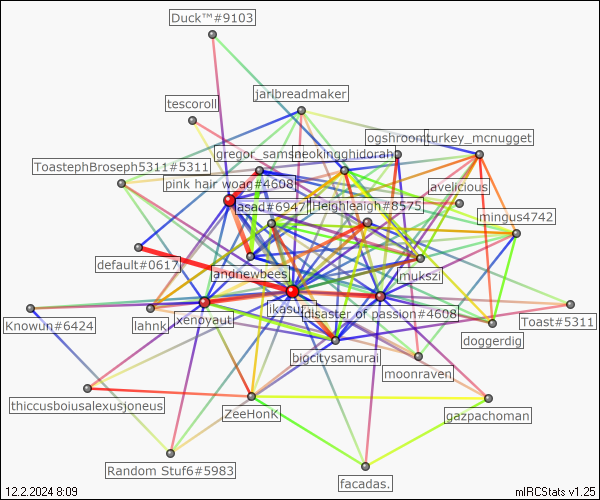 Duck™#9103
jarlbreadmaker
tescoroll
ogshroom
turkey_mcnugget
gregor_sams
neokingghidorah
ToastephBroseph5311#5311
pink hair woag#4608
avelicious
asad#6947
Heighleagh#8575
mingus4742
default#0617
andnewbees
mukszi
ikasu
Knowun#6424
lahnk
xenoyaut
disaster of passion#4608
Toast#5311
doggerdig
bigcitysamurai
moonraven
thiccusboiusalexusjoneus
ZeeHonk
gazpachoman
Random Stuf6#5983
facadas.
12.2.2024 8:09
mIRCStats v1.25